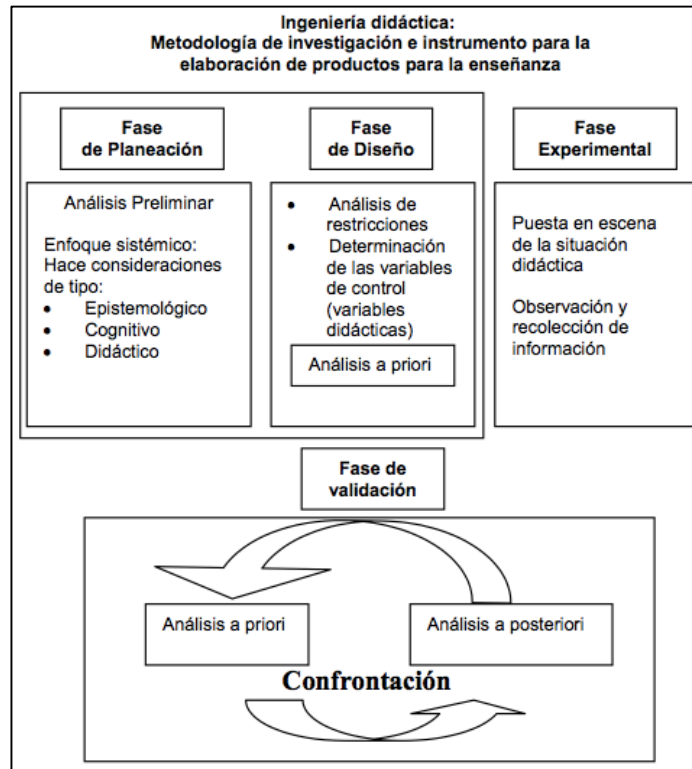 Ingeniería didáctica:
Metodología de investigación e instrumento para la
elaboración de productos para la enseñanza
Fase
de Planeación
Análisis Preliminar
Enfoque sistémico:
Hace consideraciones
de tipo:
• Epistemológico
• Cognitivo
• Didáctico
Fase
de Diseño
• Análisis de
restricciones
• Determinación
de las variables
de control
(variables
didácticas)
Análisis a priori
Fase
Experimental
Puesta en escena
de la situación
didáctica
Observación y
recolección de
información
Fase de
validación
Análisis a priori
Análisis a posteriori
Confrontación